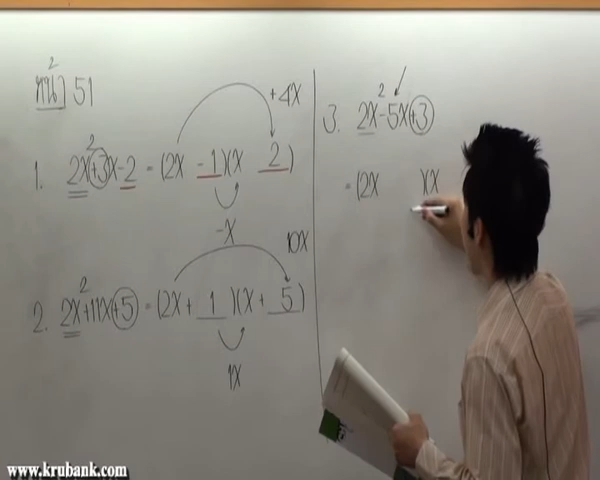 หน้า 51
1. 2x²+3x-2 = (2x -1)(x 2)
+4x
-x
2. 2x²+11x+5 = (2x + 1)(x + 5)
10x
1x
3. 2x²-5x+3
= (2x )(x
www.krubank.com